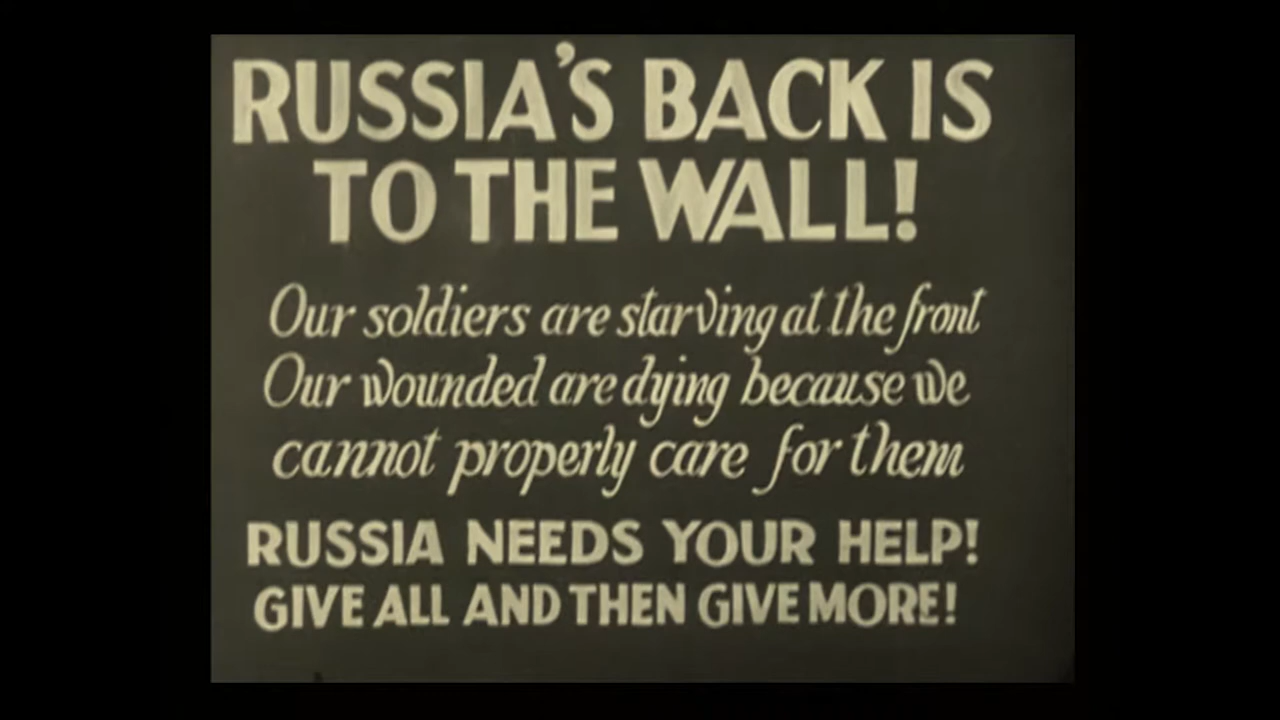 RUSSIA'S BACK IS
TO THE WALL!
Our soldiers are starving at the front
Our wounded are dying because we
cannot properly care for them
RUSSIA NEEDS YOUR HELP!
GIVE ALL AND THEN GIVE MORE!